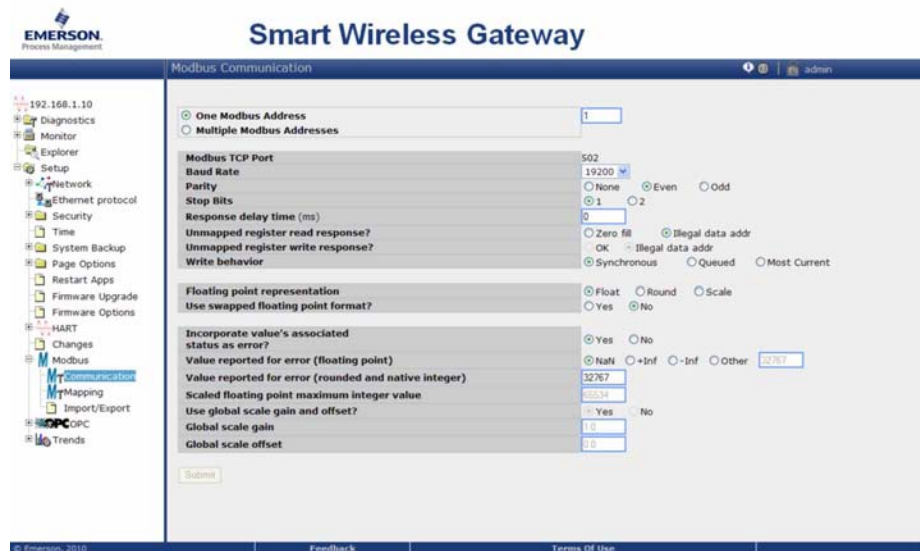 EMERSON.
Process Management
Smart Wireless Gateway
Modbus Communication
admin
192.168.1.10
Diagnostics
Monitor
Explorer
Setup
Network
Ethernet protocol
Security
Time
System Backup
Page Options
Restart Apps
Firmware Upgrade
Firmware Options
HART
Changes
Modbus
Communication
Mapping
Import/Export
OPC OPC
Trends
One Modbus Address 1
Multiple Modbus Addresses
Modbus TCP Port 502
Baud Rate 19200
Parity None Even Odd
Stop Bits 1 2
Response delay time (ms) 0
Unmapped register read response? Zero fill Illegal data addr
Unmapped register write response? OK Illegal data addr
Write behavior Synchronous Queued Most Current
Floating point representation Float Round Scale
Use swapped floating point format? Yes No
Incorporate value's associated
status as error? Yes No
Value reported for error (floating point) NaN +Inf -Inf Other 32767
Value reported for error (rounded and native integer) 32767
Scaled floating point maximum integer value 65534
Use global scale gain and offset? Yes No
Global scale gain 1.0
Global scale offset 0.0
Submit
© Emerson, 2010 Feedback Terms Of Use